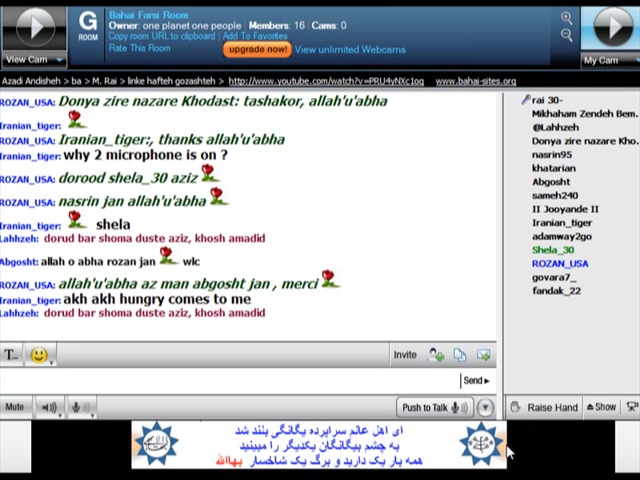 Bahai Farsi Room
Owner: one planet one people | Members: 16 | Cams: 0
Copy room URL to clipboard | Add To Favorites
Rate This Room upgrade now! View unlimited Webcams
G
ROOM
View Cam
My Cam
Azadi Andisheh > ba > M. Rai > linke hafteh gozashteh > http://www.youtube.com/watch?v=PRU4yNXc1og www.bahai-sites.org
ROZAN_USA: Donya zire nazare Khodast: tashakor, allah'u'abha
Iranian_tiger:
ROZAN_USA: Iranian_tiger:, thanks allah'u'abha
Iranian_tiger: why 2 microphone is on ?
ROZAN_USA: dorood shela_30 aziz
ROZAN_USA: nasrin jan allah'u'abha
Iranian_tiger: shela
Lahhzeh: dorud bar shoma duste aziz, khosh amadid
Abgosht: allah o abha rozan jan wlc
ROZAN_USA: allah'u'abha az man abgosht jan , merci
Iranian_tiger: akh akh hungry comes to me
Lahhzeh: dorud bar shoma duste aziz, khosh amadid
rai 30-
Mikhaham Zendeh Bem.
@Lahhzeh
Donya zire nazare Kho..
nasrin95
khatarian
Abgosht
sameh240
II Jooyande II
Iranian_tiger
adamway2go
Shela_30
ROZAN_USA
govara7_
fandak_22
T... Invite
Send
Mute Push to Talk Raise Hand Show
ای اهل عالم سراپرده یگانگی بلند شد
به چشم بیگانگان یکدیگر را مبینید
همه بار یک دارید و برگ یک شاخسار بهاالله